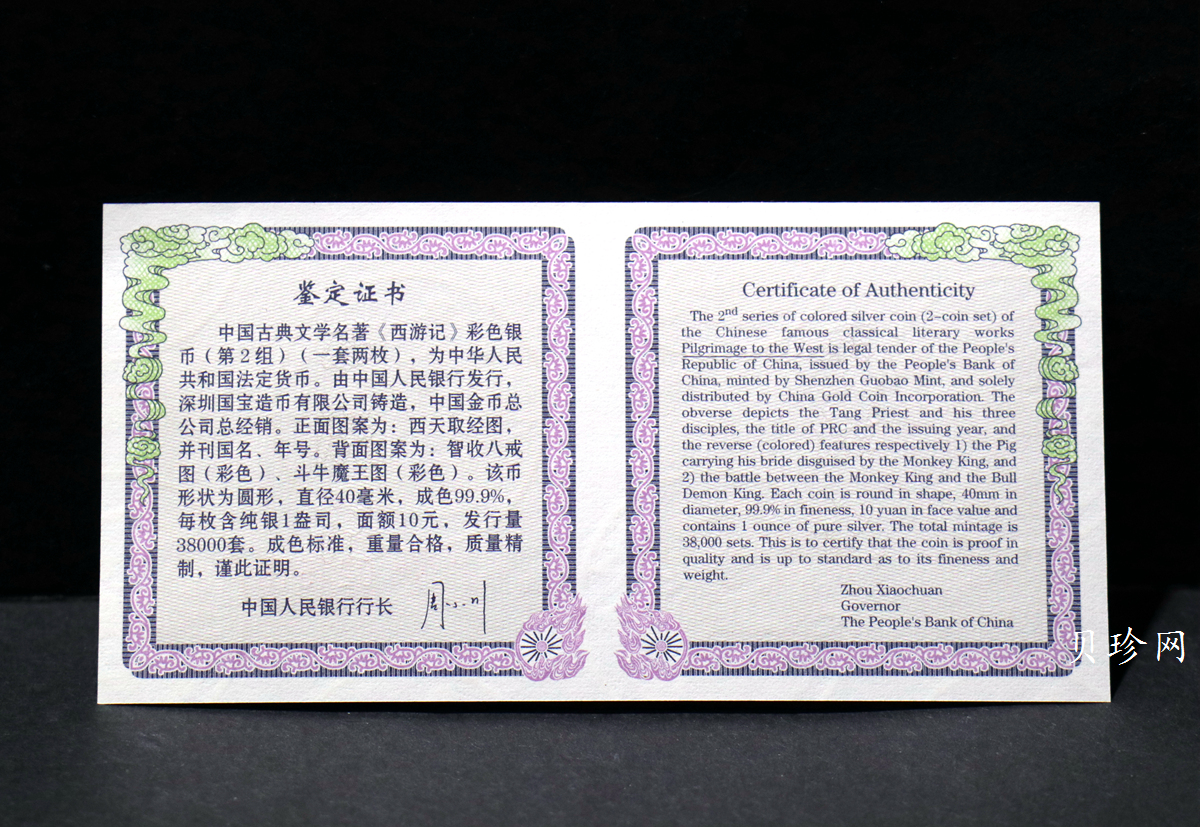 鉴定证书
中国古典文学名著《西游记》彩色银
币（第2组）（一套两枚），为中华人民
共和国法定货币。由中国人民银行发行，
深圳国宝造币有限公司铸造，中国金币总
公司总经销。正面图案为：西天取经图，
并刊国名、年号。背面图案为：智收八戒
图（彩色）、斗牛魔王图（彩色）。该币
形状为圆形，直径40毫米，成色99.9%，
每枚含纯银1盎司，面额10元，发行量
38000套。成色标准，重量合格，质量精
制，谨此证明。
中国人民银行行长 周小川
Certificate of Authenticity
The 2nd series of colored silver coin (2-coin set) of
the Chinese famous classical literary works
Pilgrimage to the West is legal tender of the People's
Republic of China, issued by the People's Bank of
China, minted by Shenzhen Guobao Mint, and solely
distributed by China Gold Coin Incorporation. The
obverse depicts the Tang Priest and his three
disciples, the title of PRC and the issuing year, and
the reverse (colored) features respectively 1) the Pig
carrying his bride disguised by the Monkey King, and
2) the battle between the Monkey King and the Bull
Demon King. Each coin is round in shape, 40mm in
diameter, 99.9% in fineness, 10 yuan in face value and
contains 1 ounce of pure silver. The total mintage is
38,000 sets. This is to certify that the coin is proof in
quality and is up to standard as to its fineness and
weight.
Zhou Xiaochuan
Governor
The People's Bank of China
贝珍网